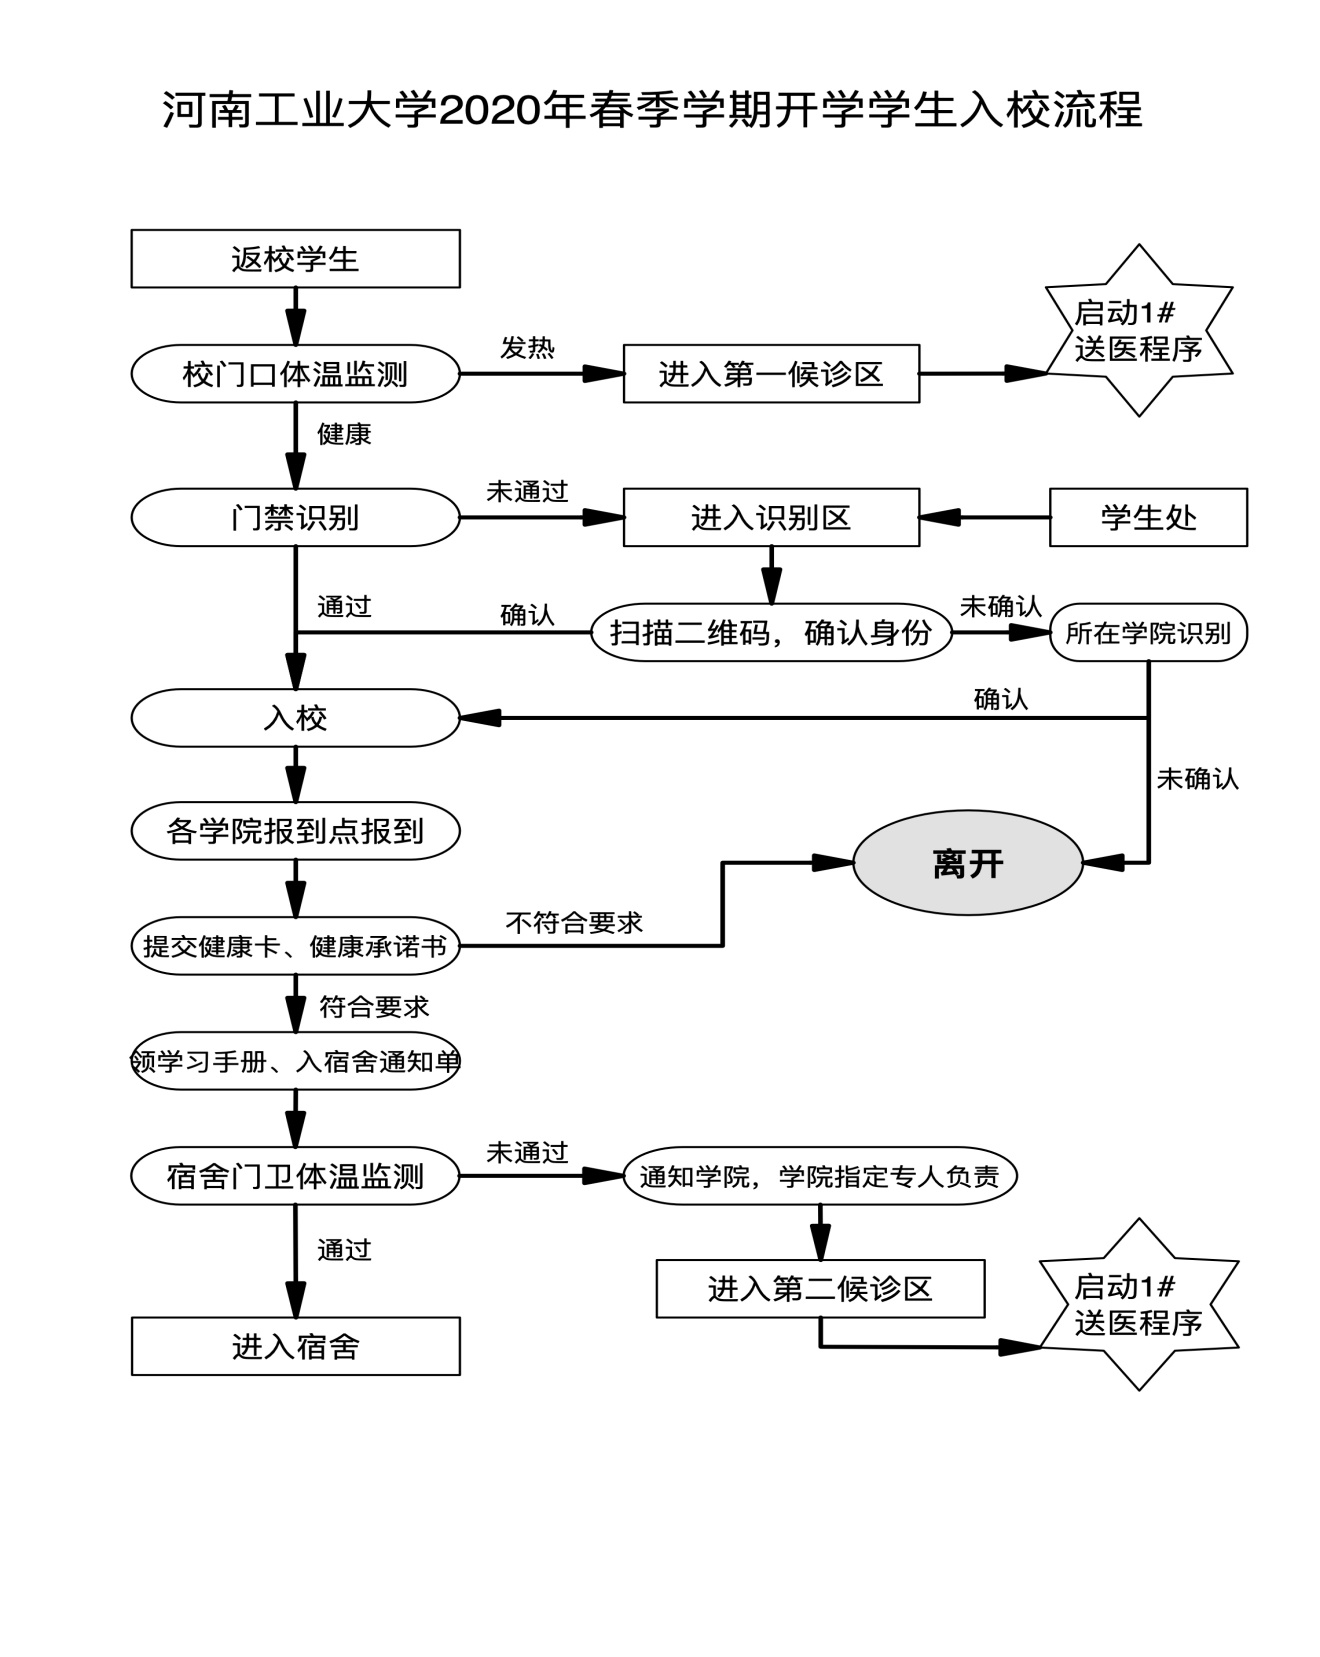 河南工业大学2020年春季学期开学学生入校流程
返校学生
启动1#
送医程序
发热
校门口体温监测
进入第一候诊区
健康
未通过
门禁识别
进入识别区
学生处
通过
确认
未确认
扫描二维码，确认身份
所在学院识别
确认
入校
未确认
各学院报到点报到
离开
不符合要求
提交健康卡、健康承诺书
符合要求
领学习手册、入宿舍通知单
未通过
宿舍门卫体温监测
通知学院，学院指定专人负责
通过
进入第二候诊区
启动1#
送医程序
进入宿舍